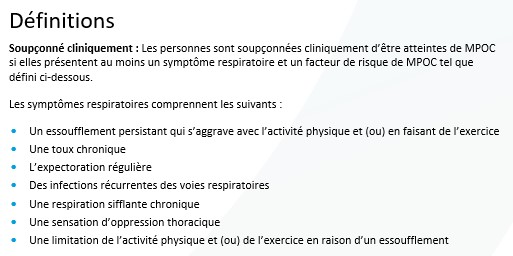 Définitions
Soupçonné cliniquement : Les personnes sont soupçonnées cliniquement d’être atteintes de MPOC
si elles présentent au moins un symptôme respiratoire et un facteur de risque de MPOC tel que
défini ci-dessous.
Les symptômes respiratoires comprennent les suivants :
• Un essoufflement persistant qui s’aggrave avec l’activité physique et (ou) en faisant de l’exercice
• Une toux chronique
• L’expectoration régulière
• Des infections récurrentes des voies respiratoires
• Une respiration sifflante chronique
• Une sensation d’oppression thoracique
• Une limitation de l’activité physique et (ou) de l’exercice en raison d’un essoufflement